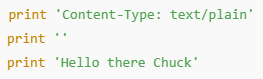 print 'Content-Type: text/plain'
print ''
print 'Hello there Chuck'